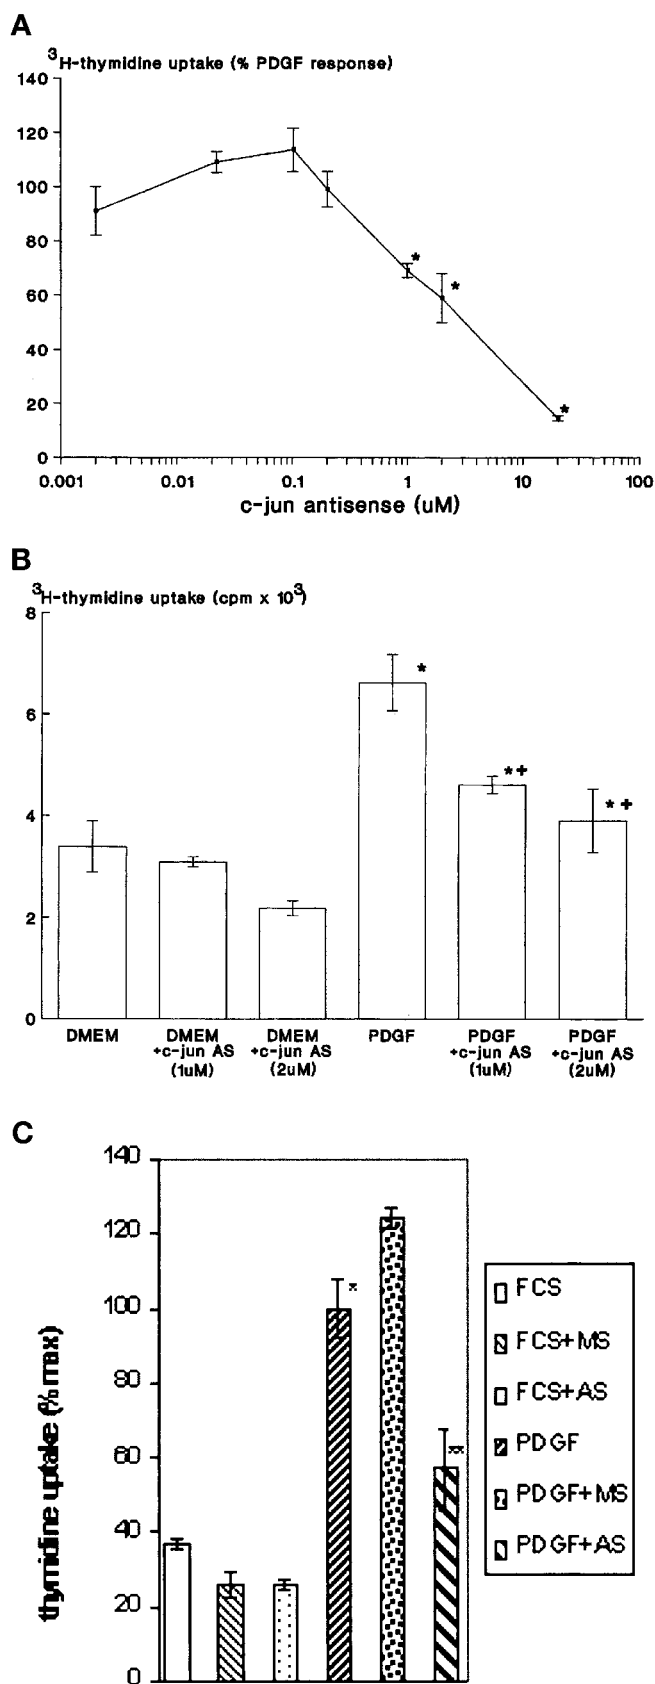 A
3H-thymidine uptake (% PDGF response)
140
120
100
80
60
40
20
0
*
*
*
0.001 0.01 0.1 1 10 100
c-jun antisense (uM)
B
3H-thymidine uptake (cpm x 103)
8
6
4
2
0
*
*+
*+
DMEM DMEM DMEM PDGF PDGF PDGF
+c-jun AS +c-jun AS +c-jun AS +c-jun AS
(1uM) (2uM) (1uM) (2uM)
C
thymidine uptake (% max)
140
120
100
80
60
40
20
0
*
**
FCS
FCS+MS
FCS+AS
PDGF
PDGF+MS
PDGF+AS